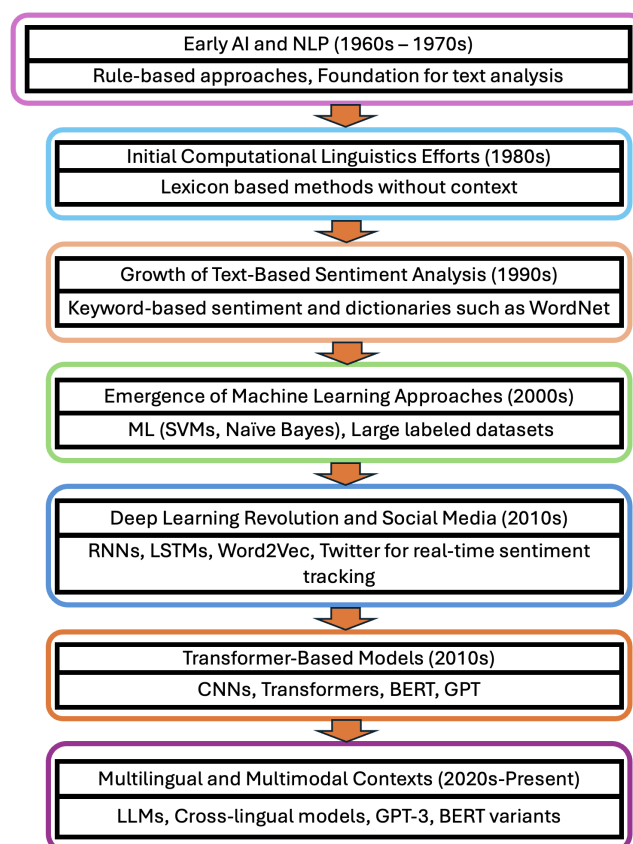 Early AI and NLP (1960s – 1970s)
Rule-based approaches, Foundation for text analysis
Initial Computational Linguistics Efforts (1980s)
Lexicon based methods without context
Growth of Text-Based Sentiment Analysis (1990s)
Keyword-based sentiment and dictionaries such as WordNet
Emergence of Machine Learning Approaches (2000s)
ML (SVMs, Naïve Bayes), Large labeled datasets
Deep Learning Revolution and Social Media (2010s)
RNNs, LSTMs, Word2Vec, Twitter for real-time sentiment
tracking
Transformer-Based Models (2010s)
CNNs, Transformers, BERT, GPT
Multilingual and Multimodal Contexts (2020s-Present)
LLMs, Cross-lingual models, GPT-3, BERT variants